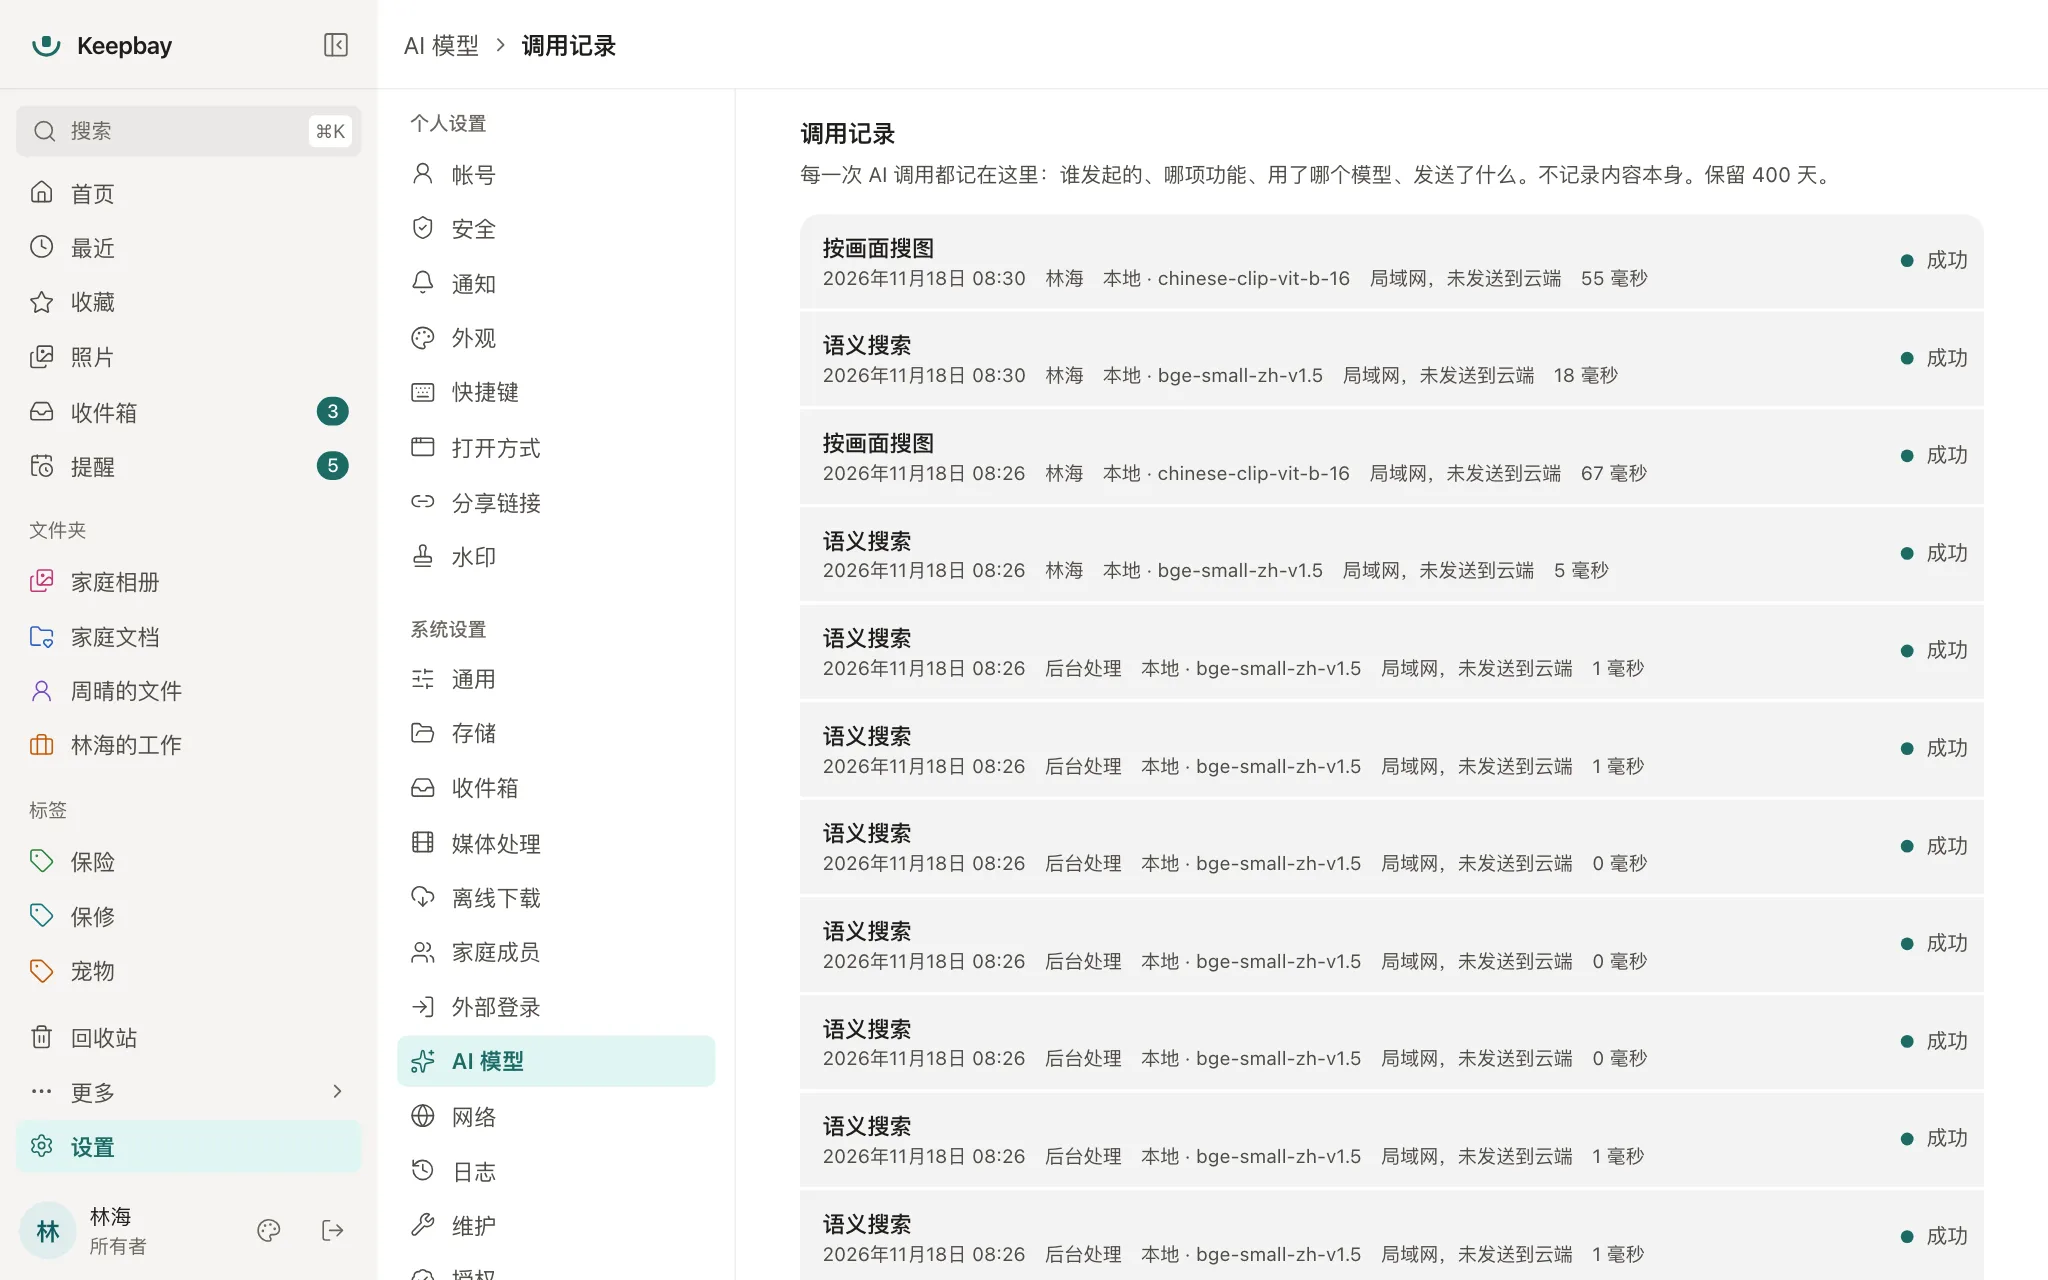 Keepbay
搜索
⌘K
首页
最近
收藏
照片
收件箱
3
提醒
5
文件夹
家庭相册
家庭文档
周晴的文件
林海的工作
标签
保险
保修
宠物
回收站
更多
设置
林
林海
所有者
AI 模型 > 调用记录
个人设置
帐号
安全
通知
外观
快捷键
打开方式
分享链接
水印
系统设置
通用
存储
收件箱
媒体处理
离线下载
家庭成员
外部登录
AI 模型
网络
日志
维护
授权
调用记录
每一次 AI 调用都记在这里：谁发起的、哪项功能、用了哪个模型、发送了什么。不记录内容本身。保留 400 天。
按画面搜图
2026年11月18日 08:30 林海 本地 · chinese-clip-vit-b-16 局域网，未发送到云端 55 毫秒
成功
语义搜索
2026年11月18日 08:30 林海 本地 · bge-small-zh-v1.5 局域网，未发送到云端 18 毫秒
成功
按画面搜图
2026年11月18日 08:26 林海 本地 · chinese-clip-vit-b-16 局域网，未发送到云端 67 毫秒
成功
语义搜索
2026年11月18日 08:26 林海 本地 · bge-small-zh-v1.5 局域网，未发送到云端 5 毫秒
成功
语义搜索
2026年11月18日 08:26 后台处理 本地 · bge-small-zh-v1.5 局域网，未发送到云端 1 毫秒
成功
语义搜索
2026年11月18日 08:26 后台处理 本地 · bge-small-zh-v1.5 局域网，未发送到云端 1 毫秒
成功
语义搜索
2026年11月18日 08:26 后台处理 本地 · bge-small-zh-v1.5 局域网，未发送到云端 0 毫秒
成功
语义搜索
2026年11月18日 08:26 后台处理 本地 · bge-small-zh-v1.5 局域网，未发送到云端 0 毫秒
成功
语义搜索
2026年11月18日 08:26 后台处理 本地 · bge-small-zh-v1.5 局域网，未发送到云端 0 毫秒
成功
语义搜索
2026年11月18日 08:26 后台处理 本地 · bge-small-zh-v1.5 局域网，未发送到云端 1 毫秒
成功
语义搜索
2026年11月18日 08:26 后台处理 本地 · bge-small-zh-v1.5 局域网，未发送到云端 1 毫秒
成功